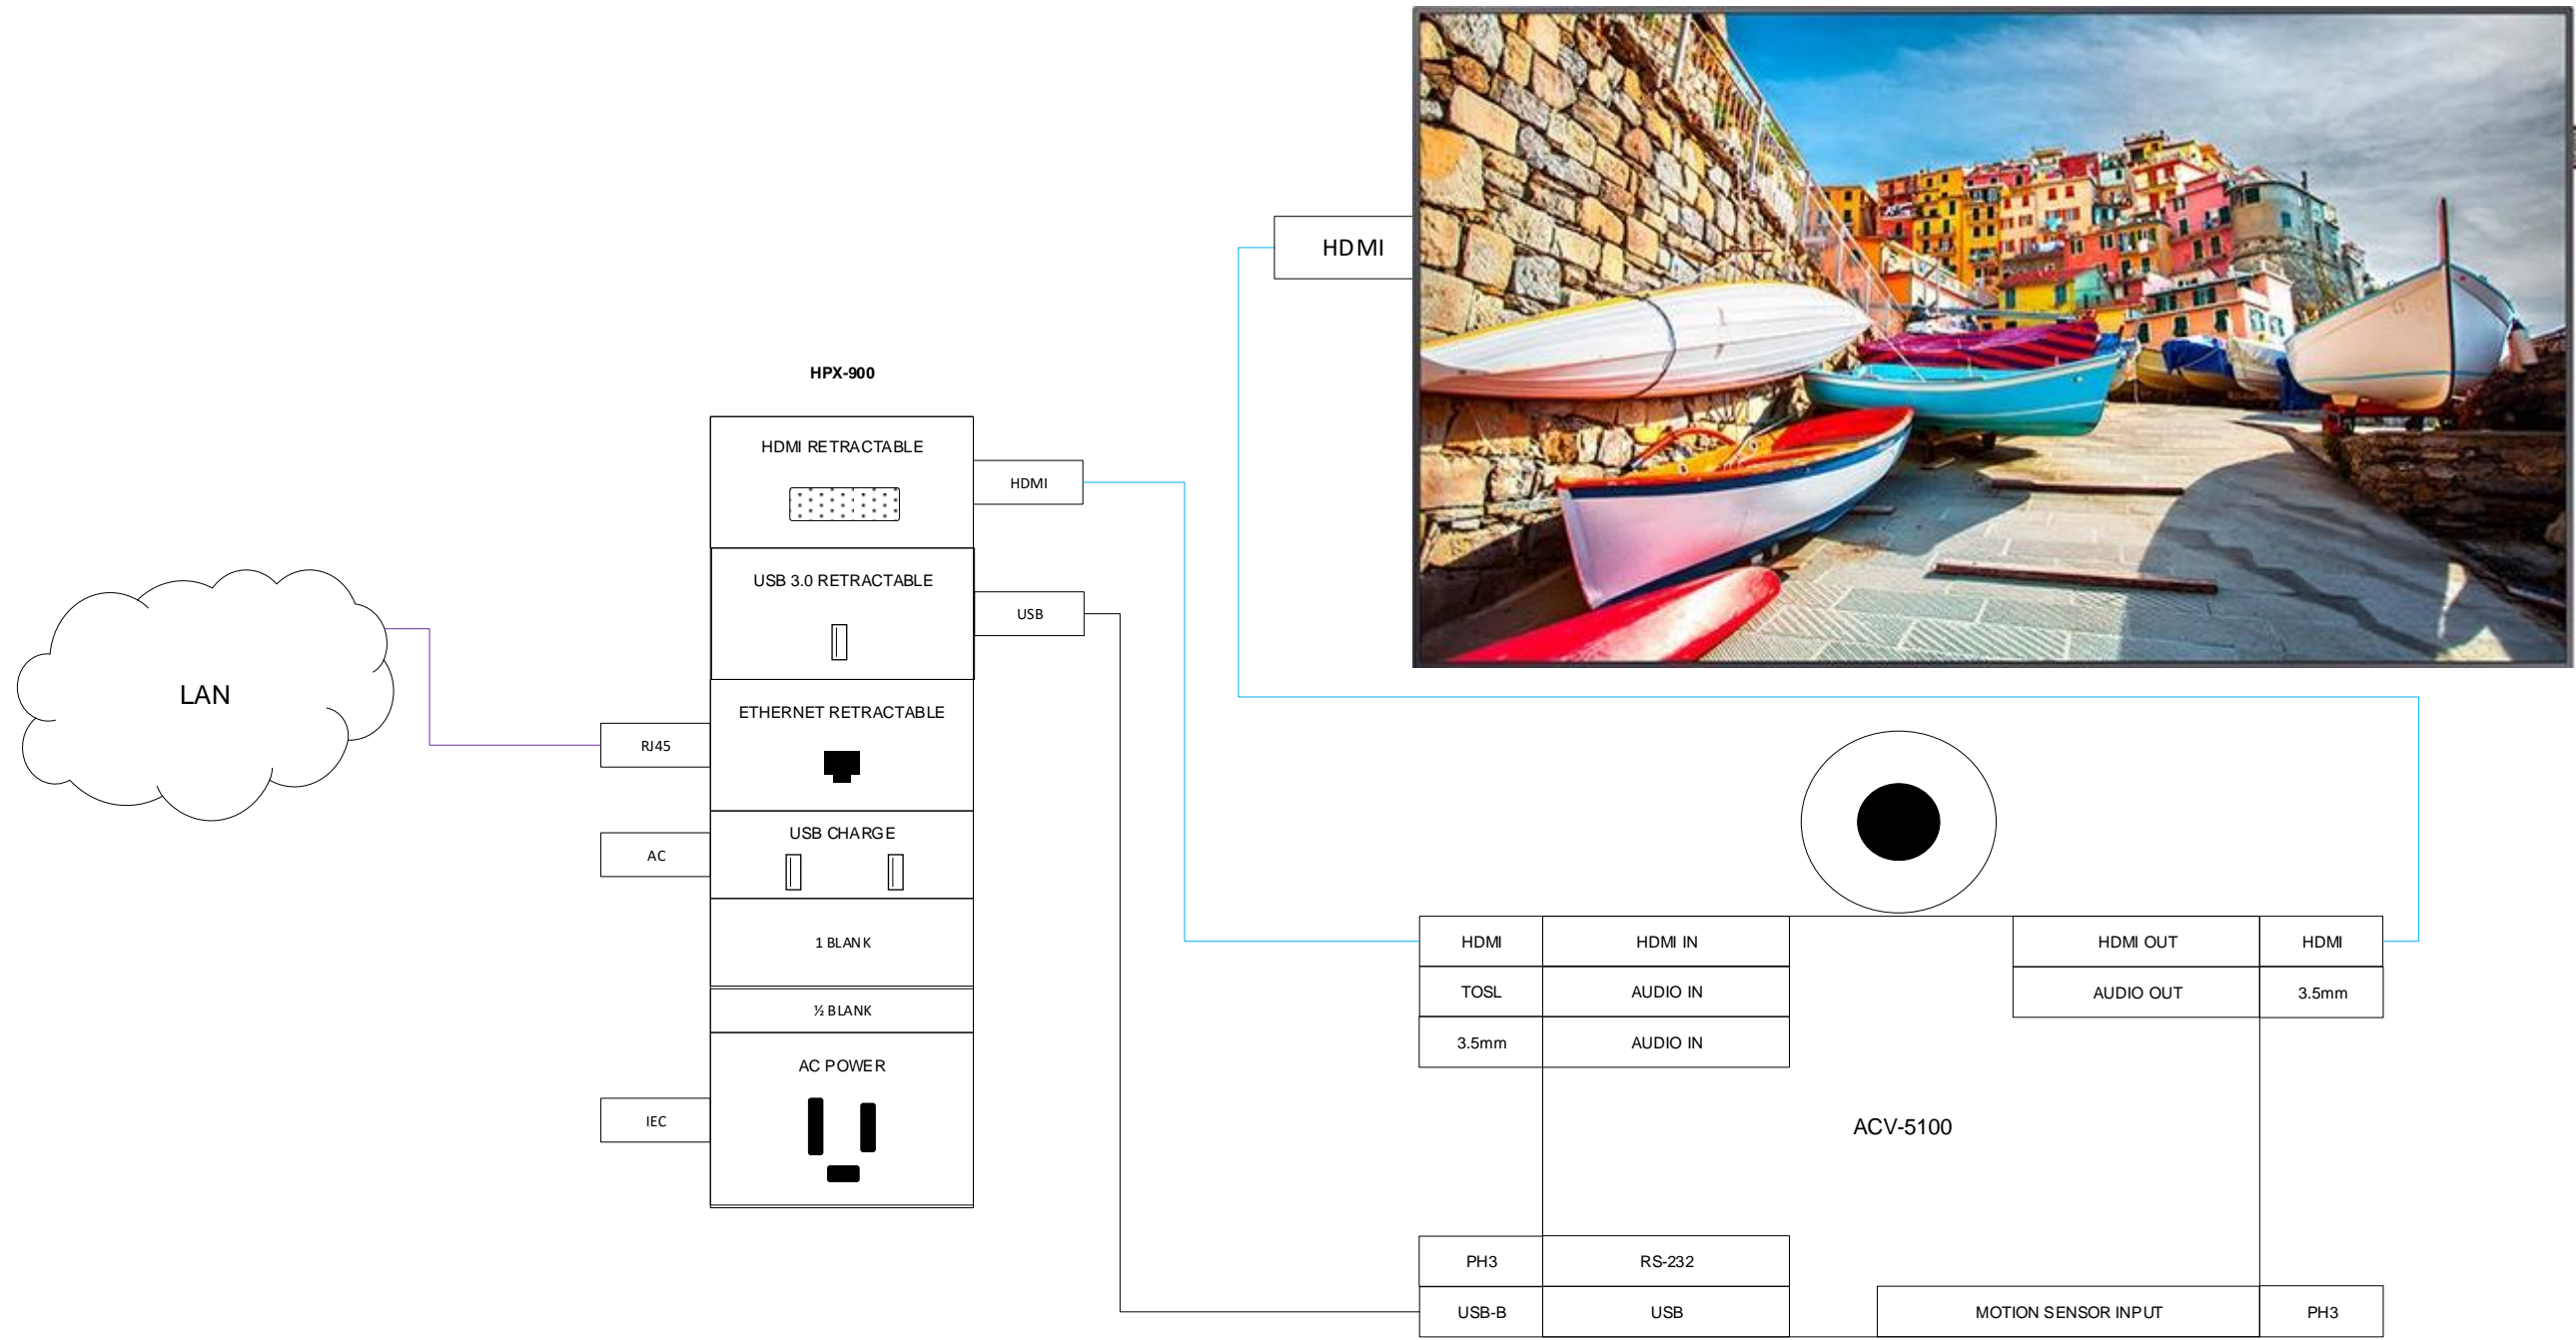 HDMI
HPX-900
HDMI RETRACTABLE
HDMI
USB 3.0 RETRACTABLE
USB
LAN
ETHERNET RETRACTABLE
RJ45
USB CHARGE
AC
1 BLANK
½ BLANK
AC POWER
IEC
HDMI HDMI IN HDMI OUT HDMI
TOSL AUDIO IN AUDIO OUT 3.5mm
3.5mm AUDIO IN
ACV-5100
PH3 RS-232
USB-B USB MOTION SENSOR INPUT PH3